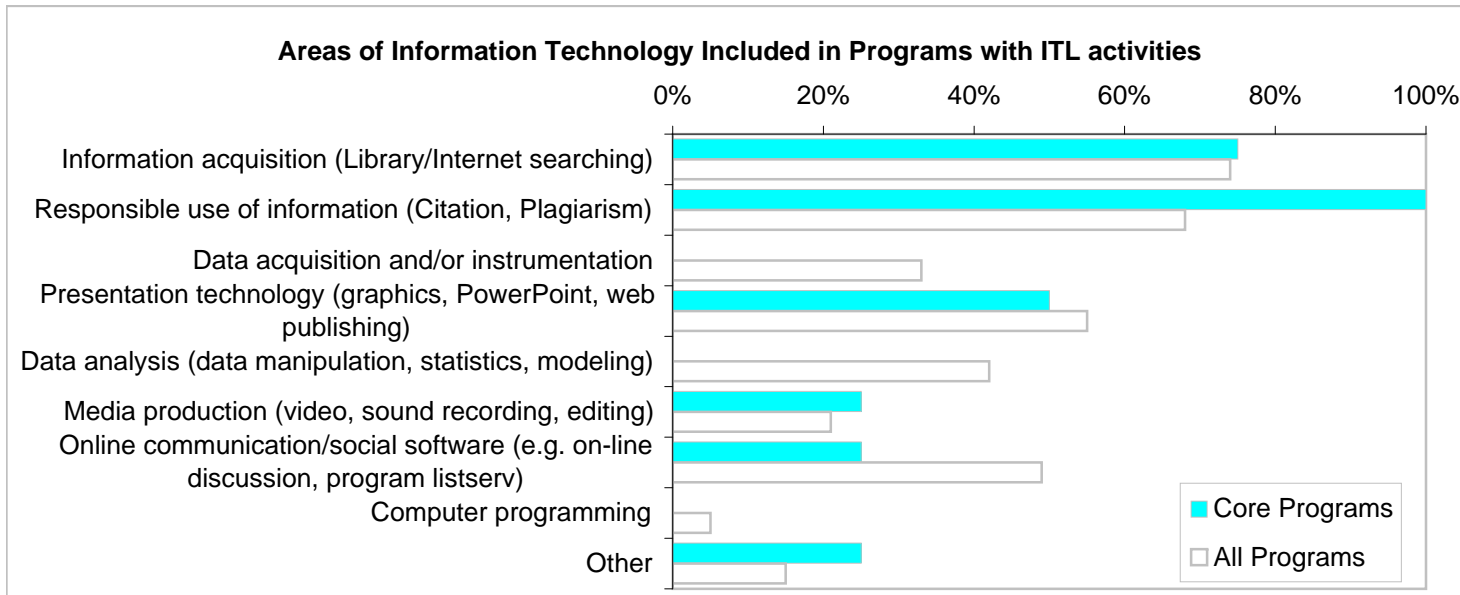 Areas of Information Technology Included in Programs with ITL activities
0% 20% 40% 60% 80% 100%
Information acquisition (Library/Internet searching)
Responsible use of information (Citation, Plagiarism)
Data acquisition and/or instrumentation
Presentation technology (graphics, PowerPoint, web
publishing)
Data analysis (data manipulation, statistics, modeling)
Media production (video, sound recording, editing)
Online communication/social software (e.g. on-line
discussion, program listserv)
Computer programming
Other
Core Programs
All Programs